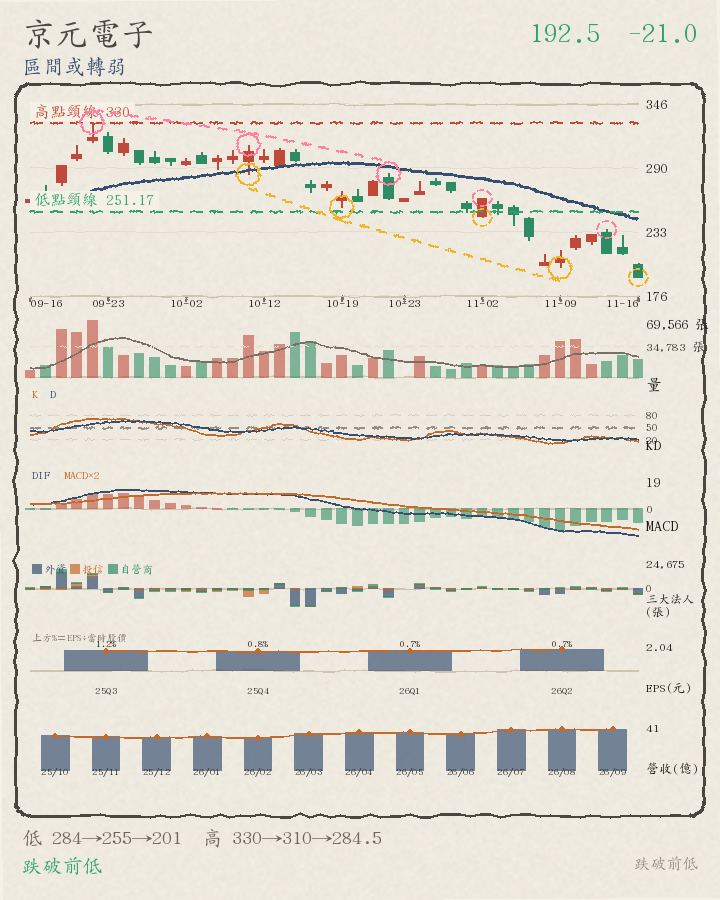 京元電子
192.5 -21.0
區間或轉弱
高點頸線 330
346
290
低點頸線 251.17
233
176
09-16 09-23 10-02 10-12 10-19 10-23 11-02 11-09 11-16
69,566 張
34,783 張
量
K D
80
50
20
KD
DIF MACD×2
19
0
MACD
外資 投信 自營商
24,675
0
三大法人
(張)
上方%=EPS÷當時股價
1.2% 0.8% 0.7% 0.7%
2.04
25Q3 25Q4 26Q1 26Q2
EPS(元)
41
25/10 25/11 25/12 26/01 26/02 26/03 26/04 26/05 26/06 26/07 26/08 26/09
營收(億)
低 284→255→201 高 330→310→284.5
跌破前低
跌破前低